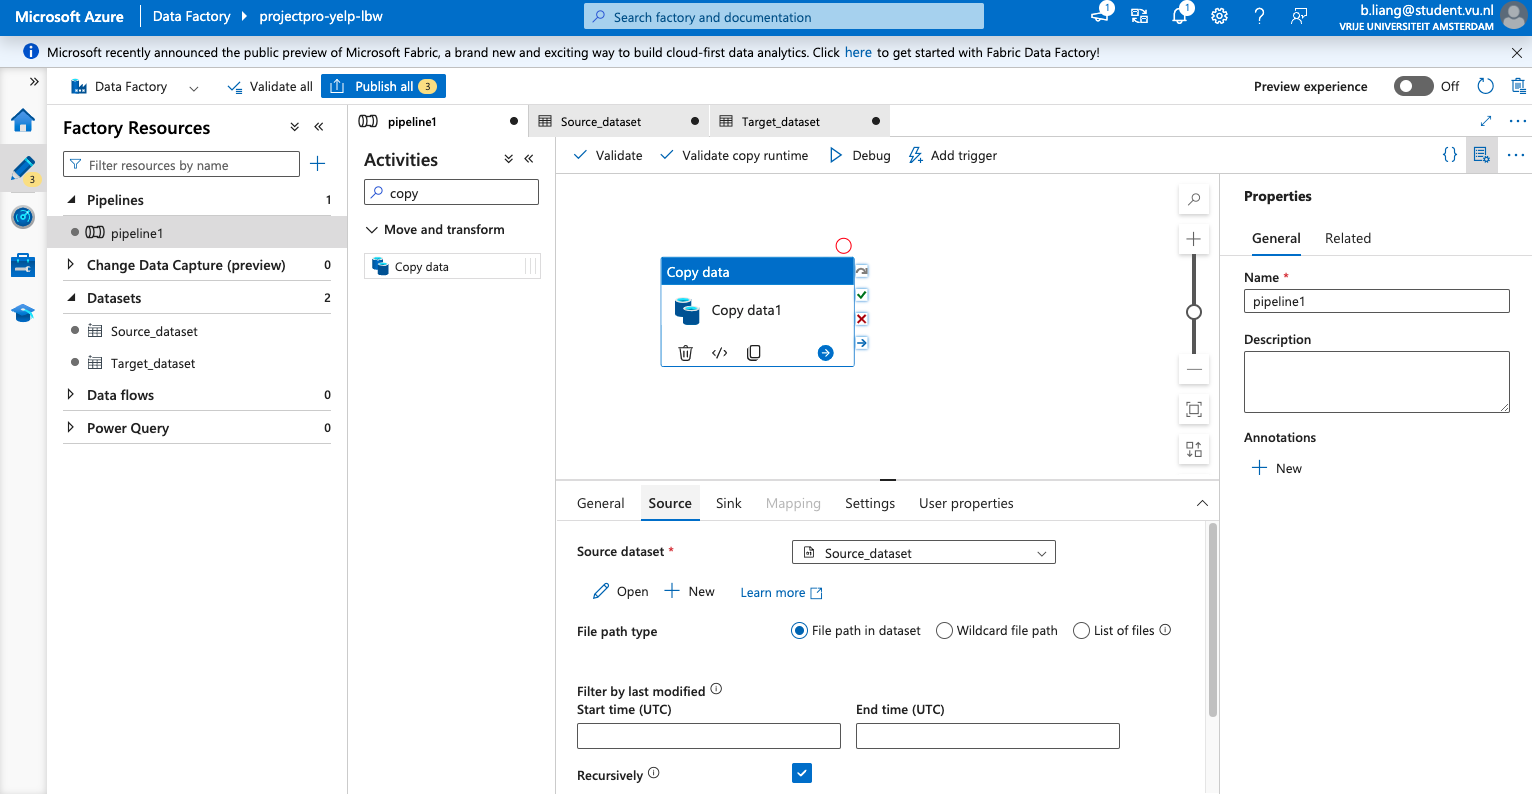 Microsoft Azure Data Factory projectpro-yelp-lbw Search factory and documentation 1 1 ? b.liang@student.vu.nl
VRIJE UNIVERSITEIT AMSTERDAM
Microsoft recently announced the public preview of Microsoft Fabric, a brand new and exciting way to build cloud-first data analytics. Click here to get started with Fabric Data Factory!
Data Factory Validate all Publish all 3 Preview experience Off
Factory Resources
Filter resources by name
3
Pipelines 1
pipeline1
Change Data Capture (preview) 0
Datasets 2
Source_dataset
Target_dataset
Data flows 0
Power Query 0
pipeline1 Source_dataset Target_dataset
Activities
copy
Move and transform
Copy data
Validate Validate copy runtime Debug Add trigger {}
Copy data
Copy data1
</>
General Source Sink Mapping Settings User properties
Source dataset * Source_dataset
Open New Learn more
File path type File path in dataset Wildcard file path List of files
Filter by last modified
Start time (UTC) End time (UTC)
Recursively
Properties
General Related
Name *
pipeline1
Description
Annotations
New